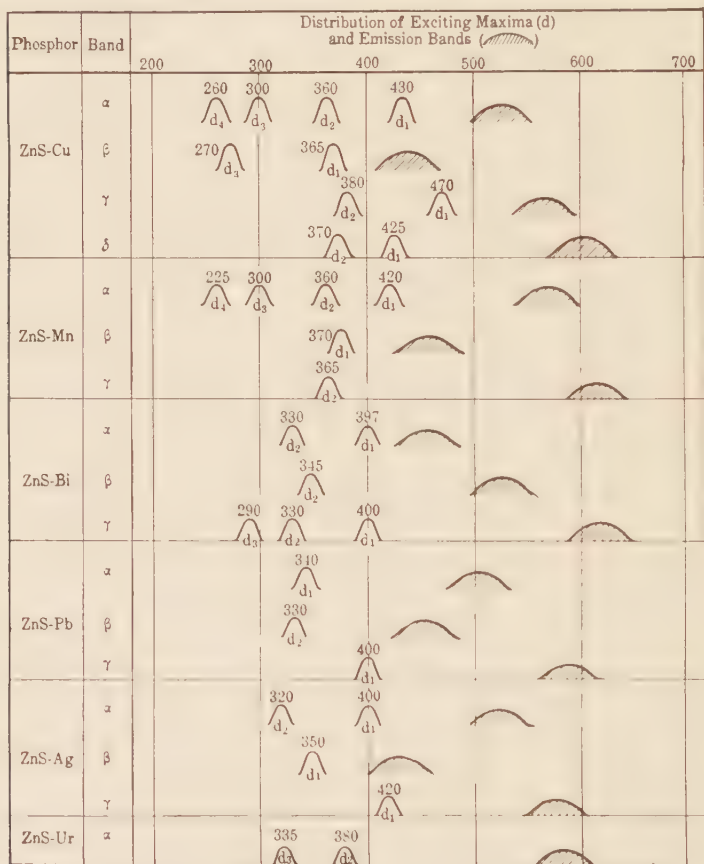 Distribution of Exciting Maxima (d)
Phosphor Band and Emission Bands ( )
200 300 400 500 600 700
260 300 360 430
α d4 d3 d2 d1
ZnS-Cu β 270 d3 365 d1
380 470
γ d2 d1
δ 370 d2 425 d1
225 300 360 420
α d4 d3 d2 d1
ZnS-Mn β 370 d1
365
γ d2
330 397
α d2 d1
345
ZnS-Bi β d2
290 330 400
γ d3 d2 d1
340
α d1
330
ZnS-Pb β d2
400
γ d1
320 400
α d2 d1
350
ZnS-Ag β d1
420
γ d1
ZnS-Ur α 335 380
d3 d2